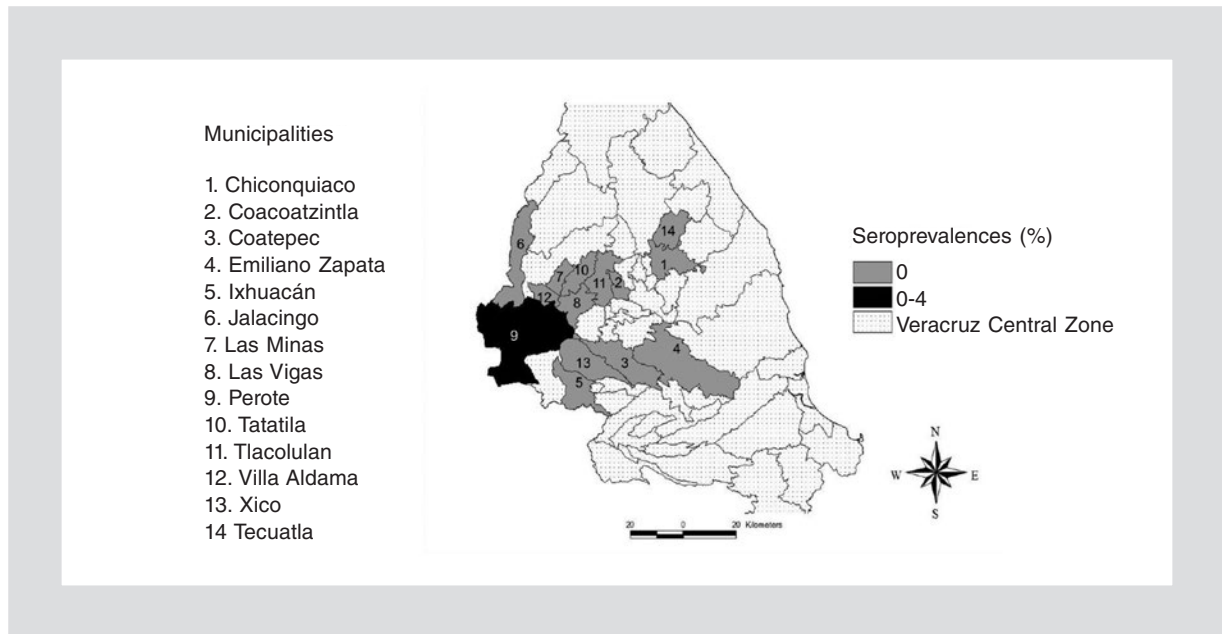 Municipalities
1. Chiconquiaco
2. Coacoatzintla
3. Coatepec
4. Emiliano Zapata
5. Ixhuacán
6. Jalacingo
7. Las Minas
8. Las Vigas
9. Perote
10. Tatatila
11. Tlacolulan
12. Villa Aldama
13. Xico
14 Tecuatla
6
14
1
7
10
11
2
12
8
9
4
13
3
5
Seroprevalences (%)
0
0-4
Veracruz Central Zone
N
W E
S
20 0 20 Kilometers